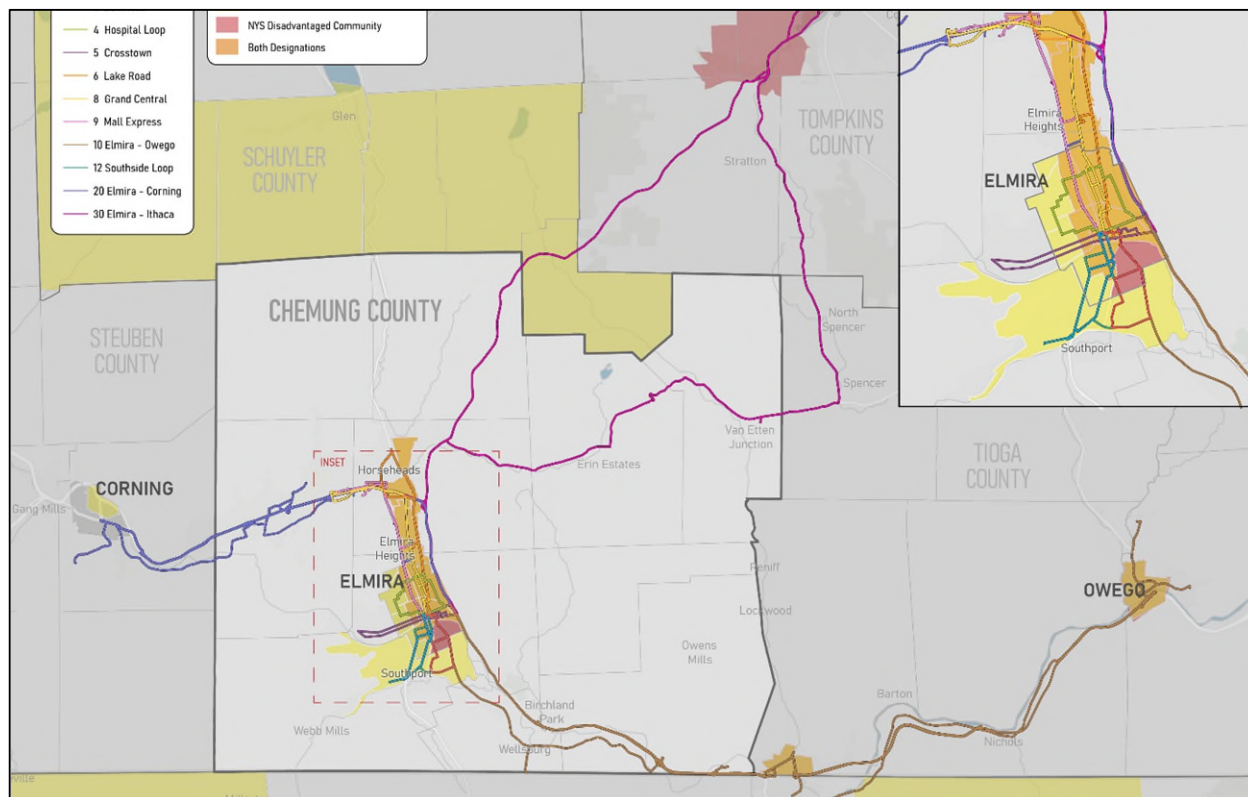 4 Hospital Loop
5 Crosstown
6 Lake Road
8 Grand Central
9 Mall Express
10 Elmira - Owego
12 Southside Loop
20 Elmira - Corning
30 Elmira - Ithaca
NYS Disadvantaged Community
Both Designations
Glen
SCHUYLER
COUNTY
Stratton
TOMPKINS
COUNTY
Elmira
Heights
ELMIRA
Southport
CHEMUNG COUNTY
STEUBEN
COUNTY
North
Spencer
Spencer
Van Etten
Junction
Erin Estates
TIOGA
COUNTY
INSET
Horseheads
CORNING
Gang Mills
Elmira
Heights
ELMIRA
Reniff
Lockwood
OWEGO
Owens
Mills
Southport
Barton
Birchland
Park
Webb Mills
Wellsburg
Nichols